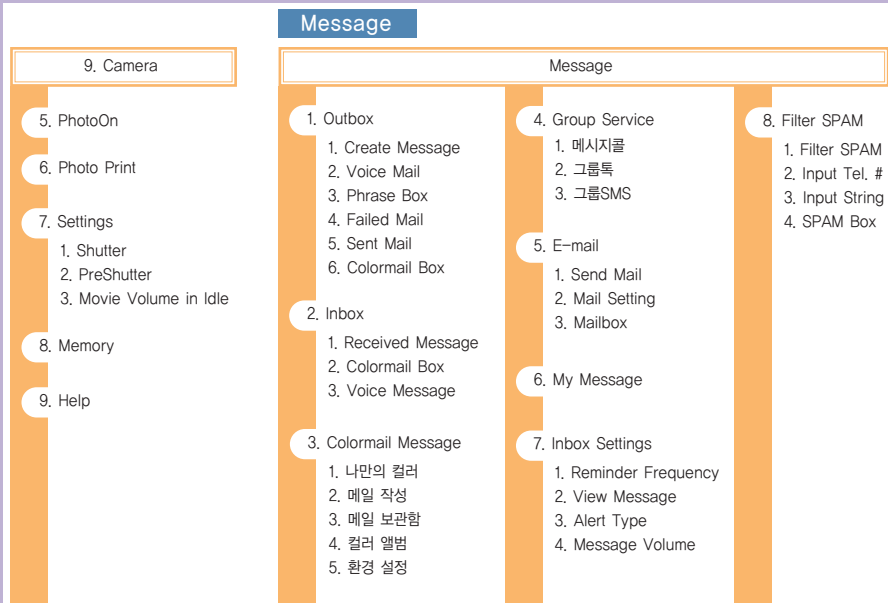 Message
9. Camera
5. PhotoOn
6. Photo Print
7. Settings
1. Shutter
2. PreShutter
3. Movie Volume in Idle
8. Memory
9. Help
Message
1. Outbox
1. Create Message
2. Voice Mail
3. Phrase Box
4. Failed Mail
5. Sent Mail
6. Colormail Box
2. Inbox
1. Received Message
2. Colormail Box
3. Voice Message
3. Colormail Message
1. 나만의 컬러
2. 메일 작성
3. 메일 보관함
4. 컬러 앨범
5. 환경 설정
4. Group Service
1. 메시지콜
2. 그룹톡
3. 그룹SMS
5. E-mail
1. Send Mail
2. Mail Setting
3. Mailbox
6. My Message
7. Inbox Settings
1. Reminder Frequency
2. View Message
3. Alert Type
4. Message Volume
8. Filter SPAM
1. Filter SPAM
2. Input Tel. #
3. Input String
4. SPAM Box